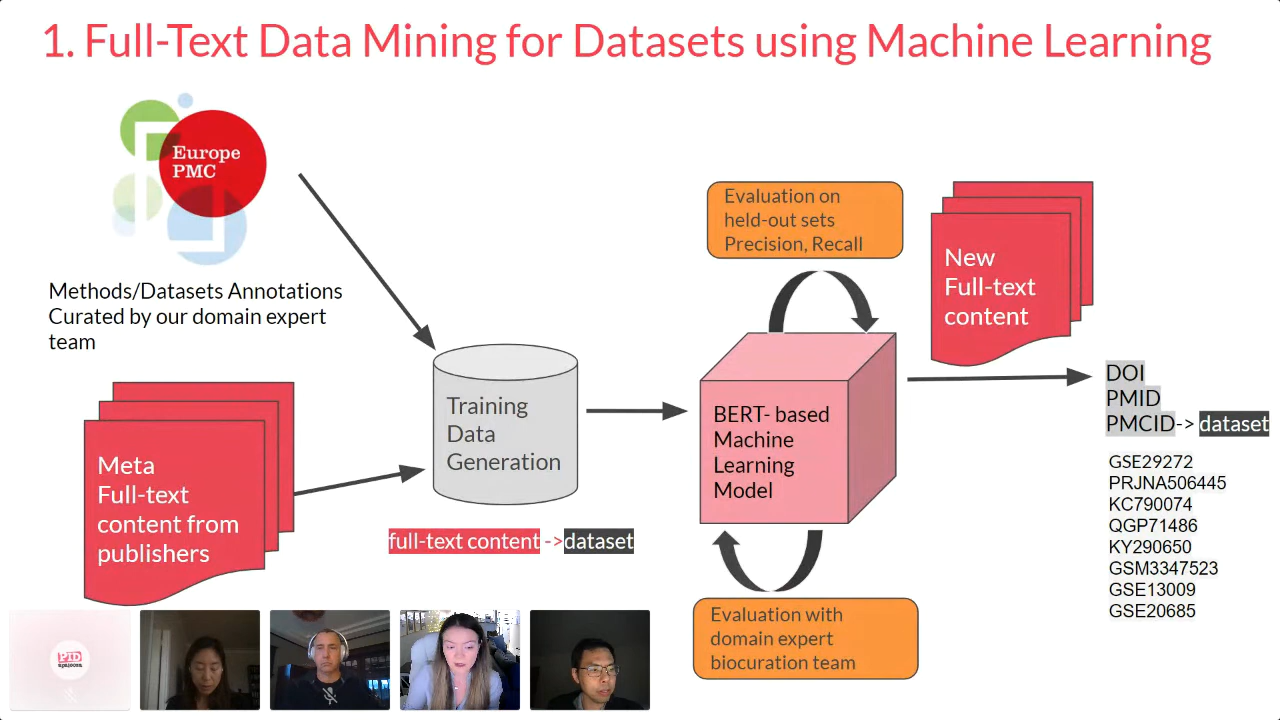 1. Full-Text Data Mining for Datasets using Machine Learning
Europe
PMC
Methods/Datasets Annotations
Curated by our domain expert
team
Meta
Full-text
content from
publishers
Training
Data
Generation
full-text content ->dataset
Evaluation on
held-out sets
Precision, Recall
BERT- based
Machine
Learning
Model
Evaluation with
domain expert
biocuration team
New
Full-text
content
DOI
PMID
PMCID-> dataset
GSE29272
PRJNA506445
KC790074
QGP71486
KY290650
GSM3347523
GSE13009
GSE20685
PID
apalooza